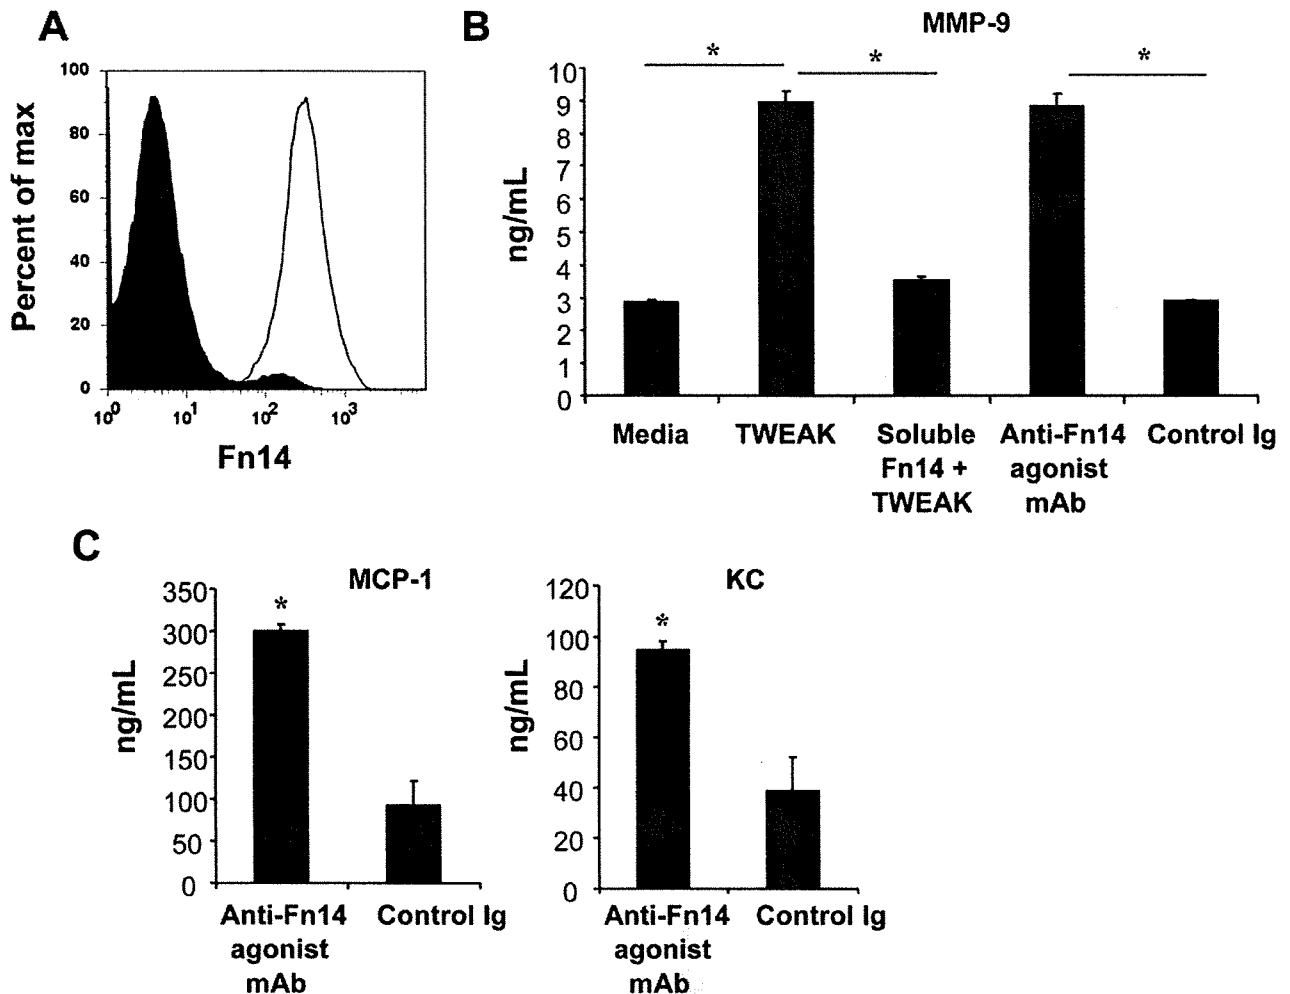 A
100
80
60
40
20
0
Percent of max
10^0 10^1 10^2 10^3
Fn14
B
MMP-9
* * *
10
9
8
7
6
5
4
3
2
1
0
ng/mL
Media TWEAK Soluble Anti-Fn14 Control Ig
Fn14 + agonist
TWEAK mAb
C
MCP-1
*
350
300
250
200
150
100
50
0
ng/mL
Anti-Fn14 Control Ig
agonist
mAb
KC
*
120
100
80
60
40
20
0
ng/mL
Anti-Fn14 Control Ig
agonist
mAb